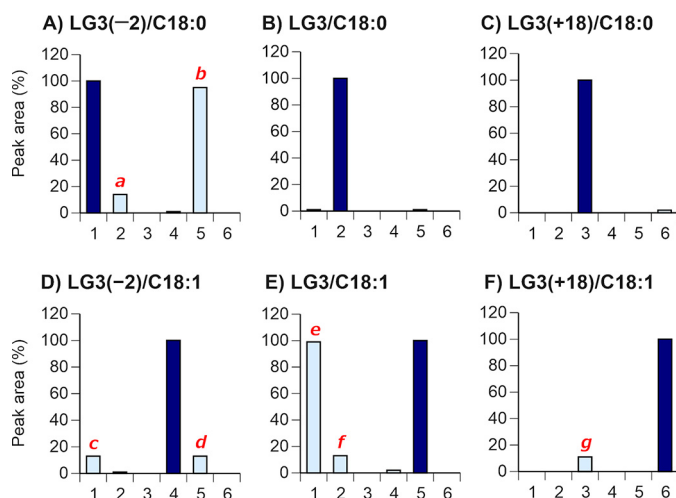 A) LG3(−2)/C18:0
B) LG3/C18:0
C) LG3(+18)/C18:0
Peak area (%)
120
100
80
60
40
20
0
a
b
1 2 3 4 5 6
120
100
80
60
40
20
0
1 2 3 4 5 6
120
100
80
60
40
20
0
1 2 3 4 5 6
D) LG3(−2)/C18:1
E) LG3/C18:1
F) LG3(+18)/C18:1
Peak area (%)
120
100
80
60
40
20
0
c
d
1 2 3 4 5 6
120
100
80
60
40
20
0
e
f
1 2 3 4 5 6
120
100
80
60
40
20
0
g
1 2 3 4 5 6